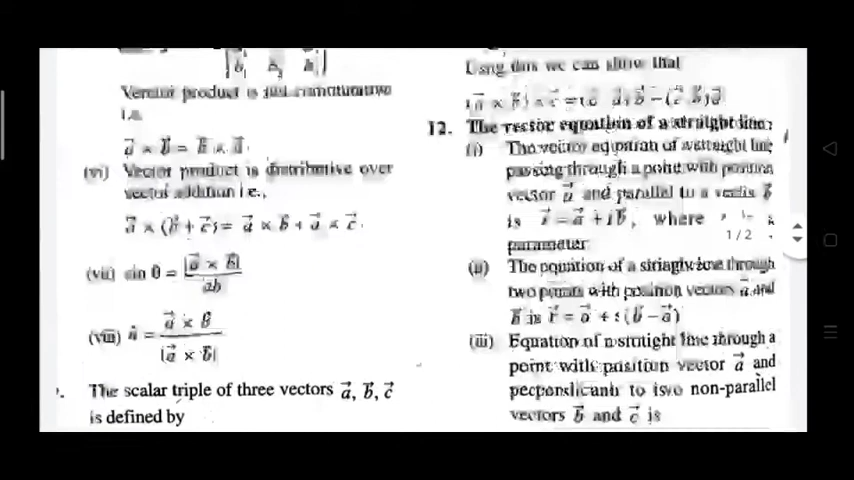 Vector product is not commutative
i.e.
(vi) Vector product is distributive over
vector addition i.e.,
a⃗ × (b⃗ + c⃗) = a⃗ × b⃗ + a⃗ × c⃗.
(vii) sin θ = |a⃗ × b⃗| / ab
(viii) n̂ = a⃗ × b⃗ / |a⃗ × b⃗|
The scalar triple of three vectors a⃗, b⃗, c⃗
is defined by
Using this we can show that
12. The vector equation of a straight line:
(i) The vector equation of a straight line
passing through a point with position
vector a⃗ and parallel to a vector b⃗
is r⃗ = a⃗ + t b⃗, where
parameter
1/2
(ii) The equation of a straight line through
two points with position vectors a⃗ and
b⃗ is r⃗ = a⃗ + t (b⃗ − a⃗)
(iii) Equation of a straight line through a
point with position vector a⃗ and
perpendicular to two non-parallel
vectors b⃗ and c⃗ is